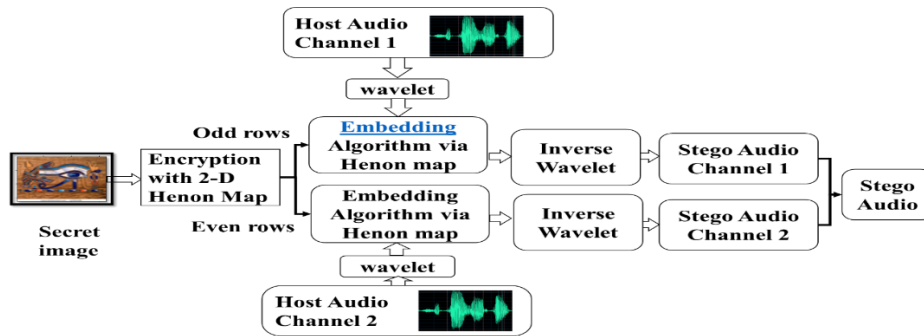 Host Audio
Channel 1
wavelet
Odd rows
Embedding
Algorithm via
Henon map
Inverse
Wavelet
Stego Audio
Channel 1
Encryption
with 2-D
Henon Map
Secret
image
Stego
Audio
Even rows
Embedding
Algorithm via
Henon map
Inverse
Wavelet
Stego Audio
Channel 2
wavelet
Host Audio
Channel 2